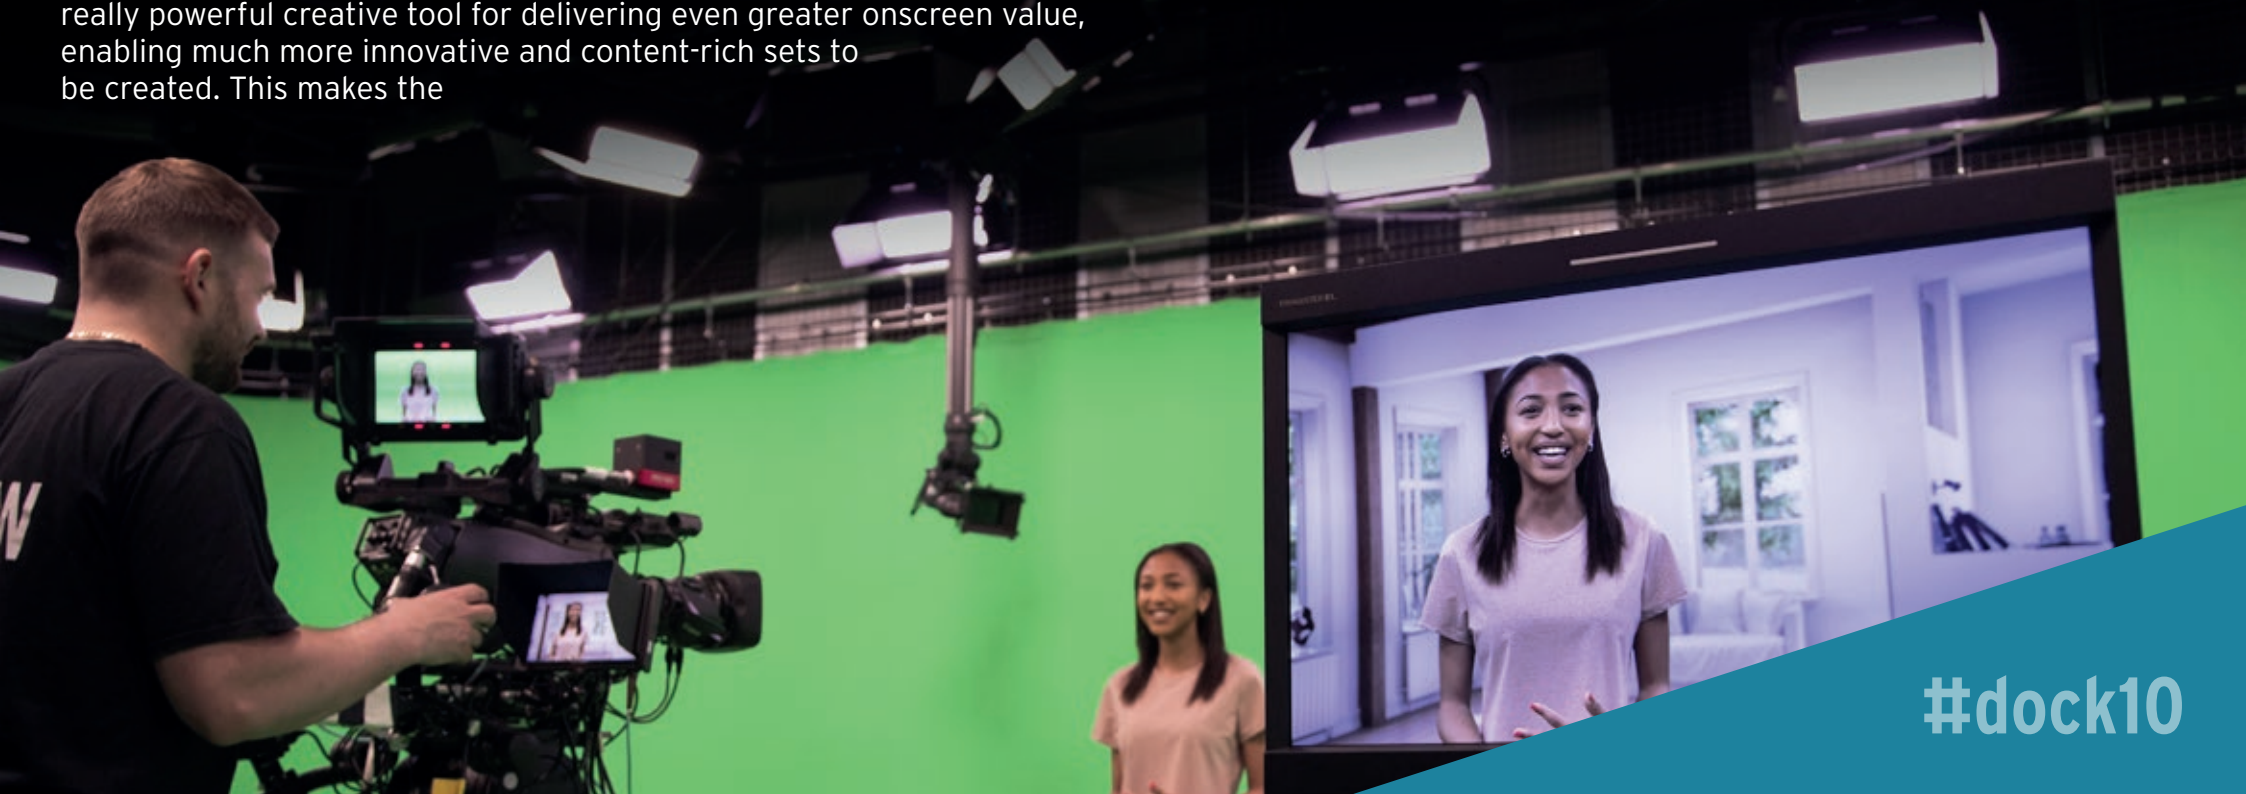 really powerful creative tool for delivering even greater onscreen value,
enabling much more innovative and content-rich sets to
be created. This makes the
W
#dock10